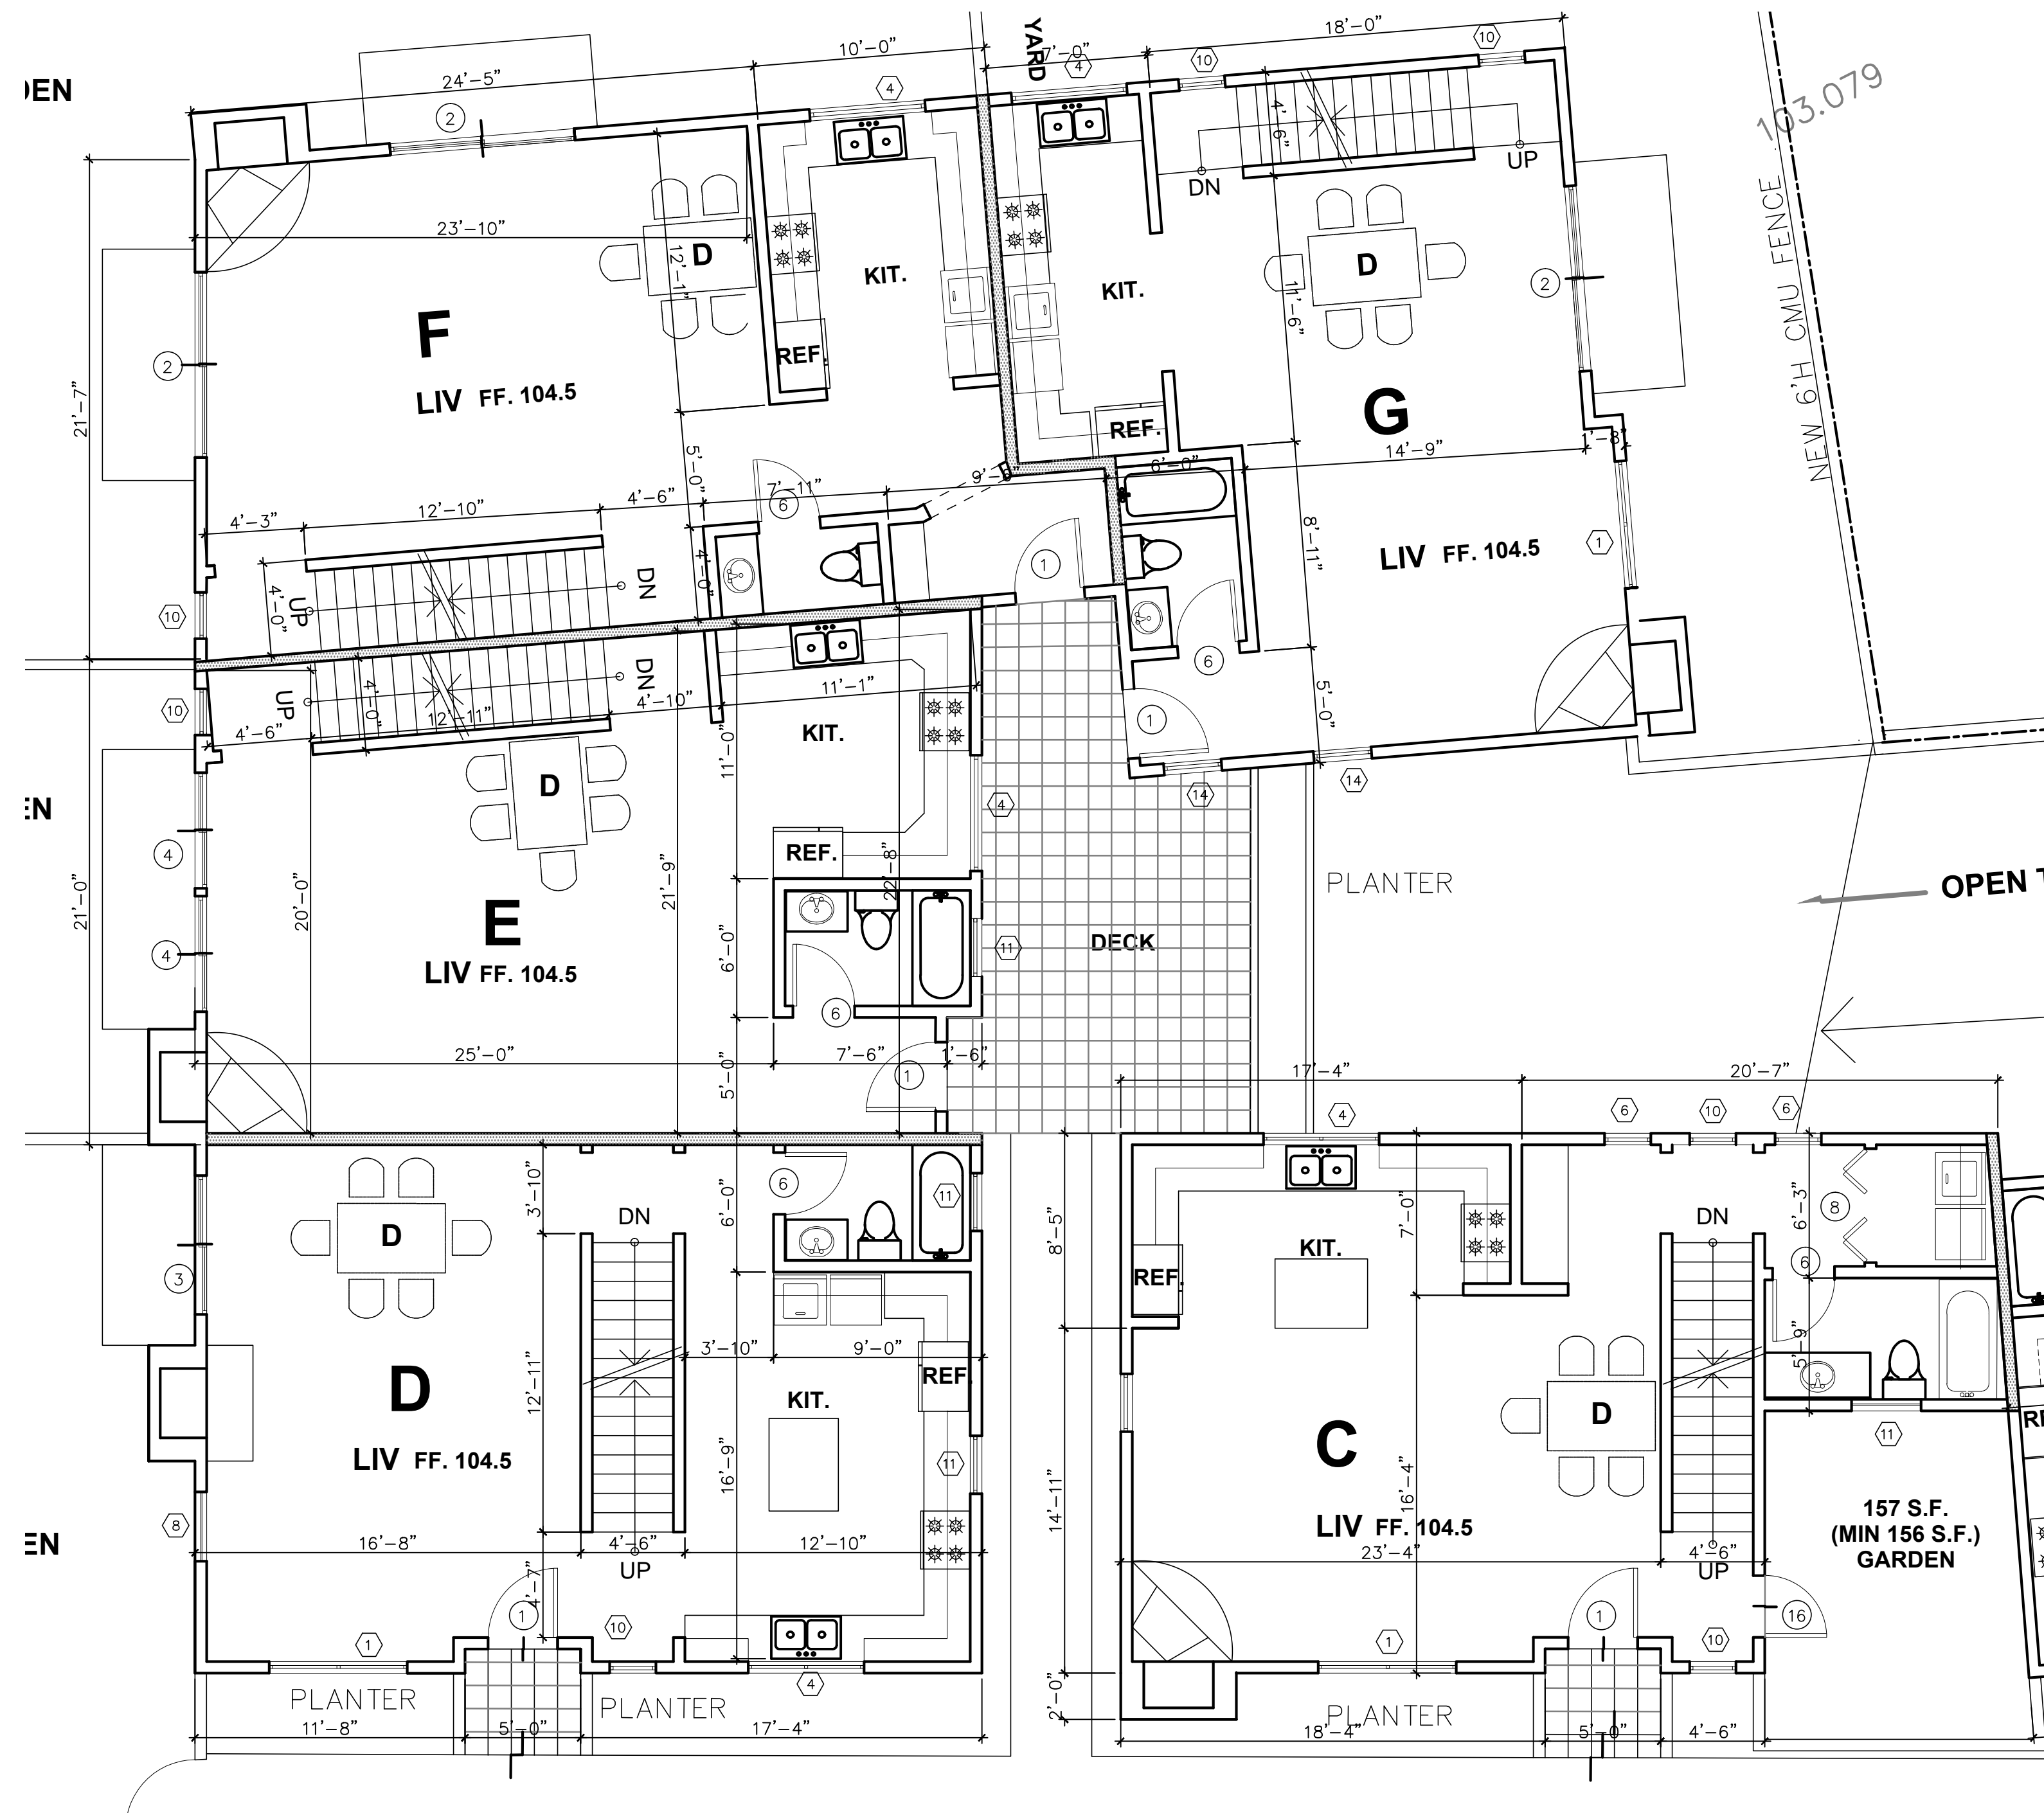 DEN
24'-5"
10'-0"
YARD
7'-0"
18'-0"
103.079
2
4
4
10
10
4'-6"
DN
UP
NEW 6'H CMU FENCE
23'-10"
D
12'-1"
KIT.
KIT.
D
11'-6"
2
F
REF.
2
LIV FF. 104.5
21'-7"
G
REF.
14'-9"
1'-8"
5'-0"
7'-11"
6
6'-0"
4'-6"
12'-10"
4'-3"
8'-11"
LIV FF. 104.5
1
1
4'-0"
DN
UP
4'-0"
10
6
DN
UP
4'-0"
4'-10"
11'-1"
12'-11"
4'-6"
10
5'-0"
1
KIT.
11'-0"
14
14
D
EN
4
4
REF.
22'-8"
PLANTER
OPEN T
21'-0"
20'-0"
21'-9"
E
4
11
DECK
6'-0"
LIV FF. 104.5
6
25'-0"
7'-6"
1'-6"
5'-0"
1
17'-4"
20'-7"
4
6
10
6
3'-10"
6'-0"
6
11
8'-5"
7'-0"
6'-3"
8
DN
DN
D
KIT.
6
3
REF.
3'-10"
9'-0"
REF.
5'-9"
12'-11"
D
KIT.
D
C
11
LIV FF. 104.5
16'-9"
11
14'-11"
16'-4"
157 S.F.
(MIN 156 S.F.)
GARDEN
LIV FF. 104.5
8
EN
16'-8"
4'-6"
12'-10"
23'-4"
4'-6"
UP
UP
4'-7"
1
10
1
1
1
10
16
4
2'-0"
PLANTER
PLANTER
PLANTER
11'-8"
5'-0"
17'-4"
18'-4"
5'-0"
4'-6"